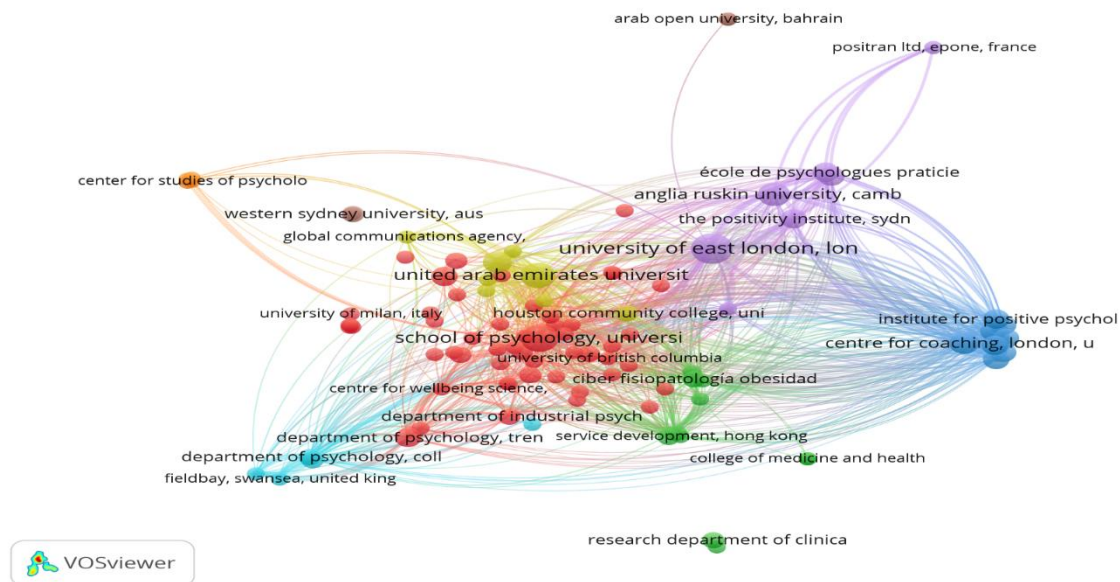 arab open university, bahrain
positran ltd, epone, france
center for studies of psycholo
école de psychologues praticie
anglia ruskin university, camb
western sydney university, aus
the positivity institute, sydn
global communications agency,
university of east london, lon
united arab emirates universit
university of milan, italy
houston community college, uni
institute for positive psychol
school of psychology, universi
centre for coaching, london, u
university of british columbia
ciber fisiopatología obesidad
centre for wellbeing science,
department of industrial psych
department of psychology, tren
service development, hong kong
department of psychology, coll
college of medicine and health
fieldbay, swansea, united king
research department of clinica
VOSviewer